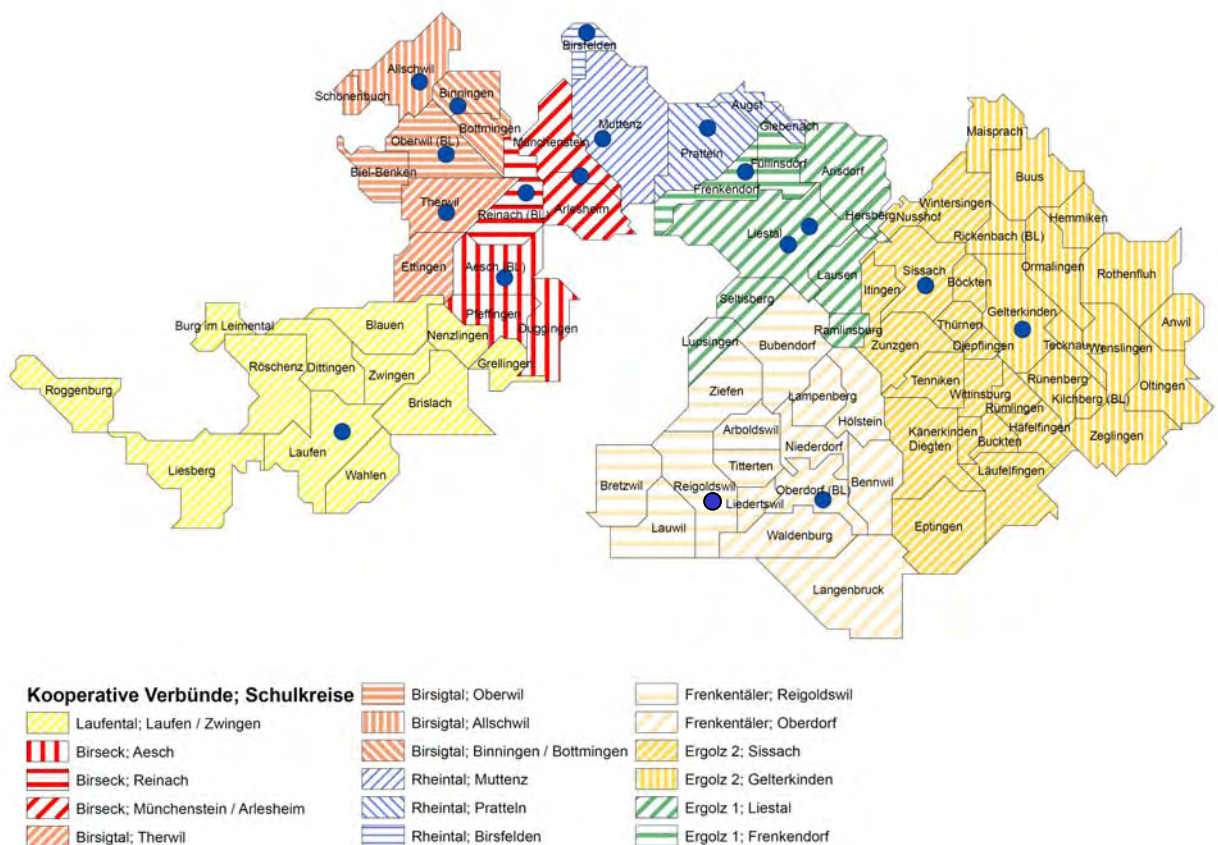 Birsfelden
Allschwil
Schönenbuch
Binningen
Bottmingen
Oberwil (BL)
Biel-Benken
Therwil
Ettingen
Münchenstein
Arlesheim
Reinach (BL)
Aesch (BL)
Pfeffingen
Duggingen
Muttenz
Augst
Pratteln
Giebenach
Füllinsdorf
Frenkendorf
Arisdorf
Hersberg
Liestal
Lausen
Seltisberg
Lupsingen
Ramlinsburg
Maisprach
Buus
Wintersingen
Nusshof
Hemmiken
Rickenbach (BL)
Ormalingen
Rothenfluh
Sissach
Böckten
Itingen
Gelterkinden
Thürnen
Diepflingen
Tecknau
Wenslingen
Anwil
Oltingen
Zunzgen
Tenniken
Wittinsburg
Rünenberg
Kilchberg (BL)
Rümlingen
Häfelfingen
Känerkinden
Diegten
Buckten
Zeglingen
Läufelfingen
Eptingen
Burg im Leimental
Blauen
Nenzlingen
Grellingen
Röschenz
Dittingen
Zwingen
Brislach
Roggenburg
Liesberg
Laufen
Wahlen
Bubendorf
Ziefen
Lampenberg
Hölstein
Arboldswil
Niederdorf
Titterten
Bretzwil
Reigoldswil
Liedertswil
Oberdorf (BL)
Bennwil
Lauwil
Waldenburg
Langenbruck
Kooperative Verbünde; Schulkreise
Laufental; Laufen / Zwingen
Birseck; Aesch
Birseck; Reinach
Birseck; Münchenstein / Arlesheim
Birsigtal; Therwil
Birsigtal; Oberwil
Birsigtal; Allschwil
Birsigtal; Binningen / Bottmingen
Rheintal; Muttenz
Rheintal; Pratteln
Rheintal; Birsfelden
Frenkentäler; Reigoldswil
Frenkentäler; Oberdorf
Ergolz 2; Sissach
Ergolz 2; Gelterkinden
Ergolz 1; Liestal
Ergolz 1; Frenkendorf